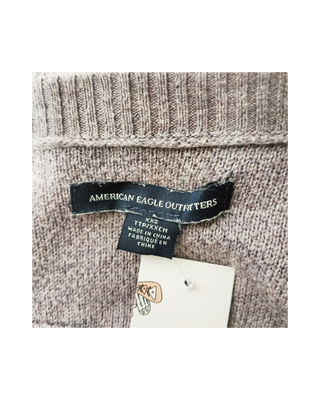 AMERICAN EAGLE OUTFITTERS
XXS
TTP/XXCH
MADE IN CHINA
FABRIQUÉ EN
CHINE